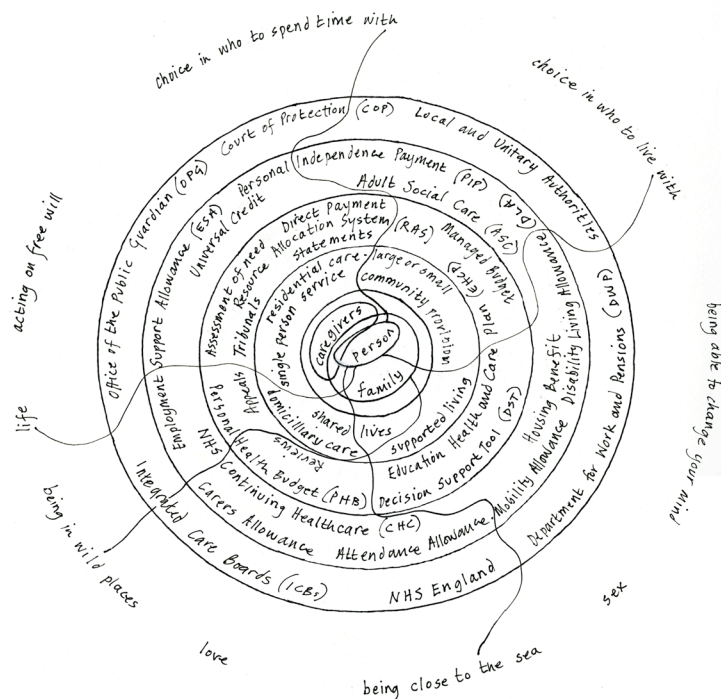 choice in who to spend time with
choice in who to live with
acting on free will
being able to change your mind
life
being in wild places
love
being close to the sea
sex
Office of the Public Guardian (OPG)
Court of Protection (COP)
Local and Unitary Authorities
Department for Work and Pensions (DWP)
NHS England
Integrated Care Boards (ICBs)
Employment Support Allowance (ESA)
Universal Credit
Personal Independence Payment (PIP)
Adult Social Care (ASC)
(DLA)
Disability Living Allowance
Housing Benefit
Mobility Allowance
Attendance Allowance
Carers Allowance
NHS Continuing Healthcare (CHC)
Personal Health Budget (PHB)
Assessment of need
Direct Payment
Resource Allocation System (RAS)
statements
Managed Budget
Education Health and Care Plan (EHCP)
Decision Support Tool (DST)
Tribunals
Appeals
Reviews
residential care - large or small
single person service
community provision
supported living
shared lives
domicilliary care
caregivers
person
family